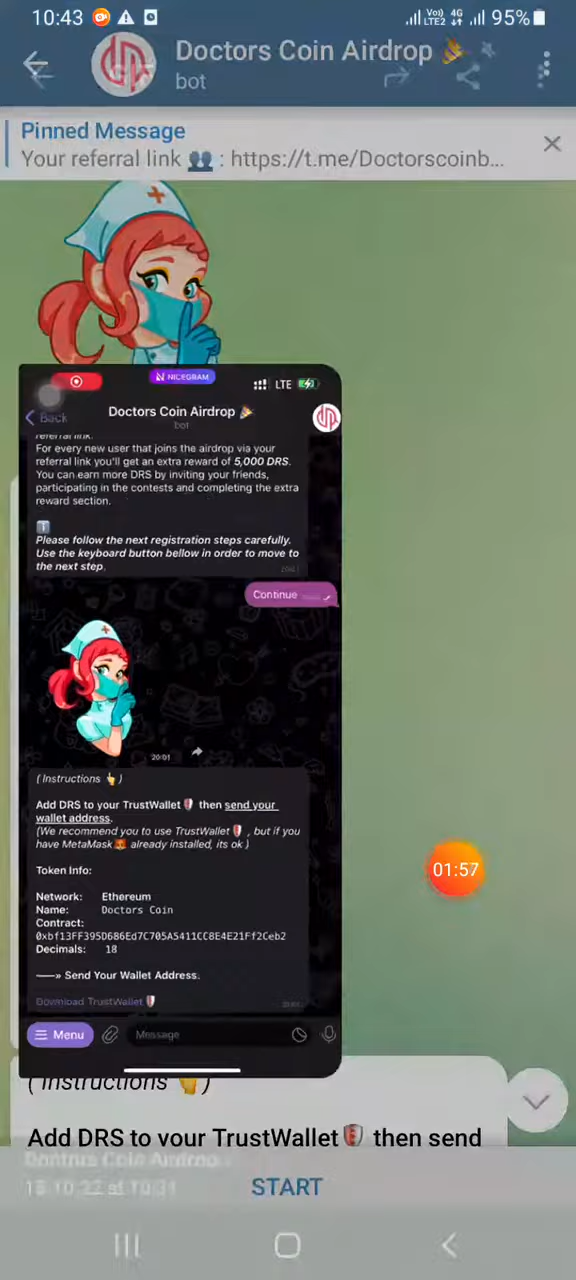 10:43
Vo)) 4G
LTE2
95%
Doctors Coin Airdrop 🎉
bot
Pinned Message
Your referral link 👥 : https://t.me/Doctorscoinb...
NICEGRAM
LTE
Back
Doctors Coin Airdrop 🎉
bot
referral link.
For every new user that joins the airdrop via your
referral link you'll get an extra reward of 5,000 DRS.
You can earn more DRS by inviting your friends,
participating in the contests and completing the extra
reward section.
Please follow the next registration steps carefully.
Use the keyboard button bellow in order to move to
the next step.
Continue
20:01
(Instructions 👆)
Add DRS to your TrustWallet then send your
wallet address.
(We recommend you to use TrustWallet , but if you
have MetaMask🦊 already installed, its ok )
Token Info:
Network: Ethereum
Name: Doctors Coin
Contract:
0xbf13FF395D686Ed7C705A5411CC8E4E21Ff2Ceb2
Decimals: 18
——» Send Your Wallet Address.
Download TrustWallet
Menu
Message
01:57
(Instructions 👆)
Add DRS to your TrustWallet then send
Doctors Coin Airdrop
START